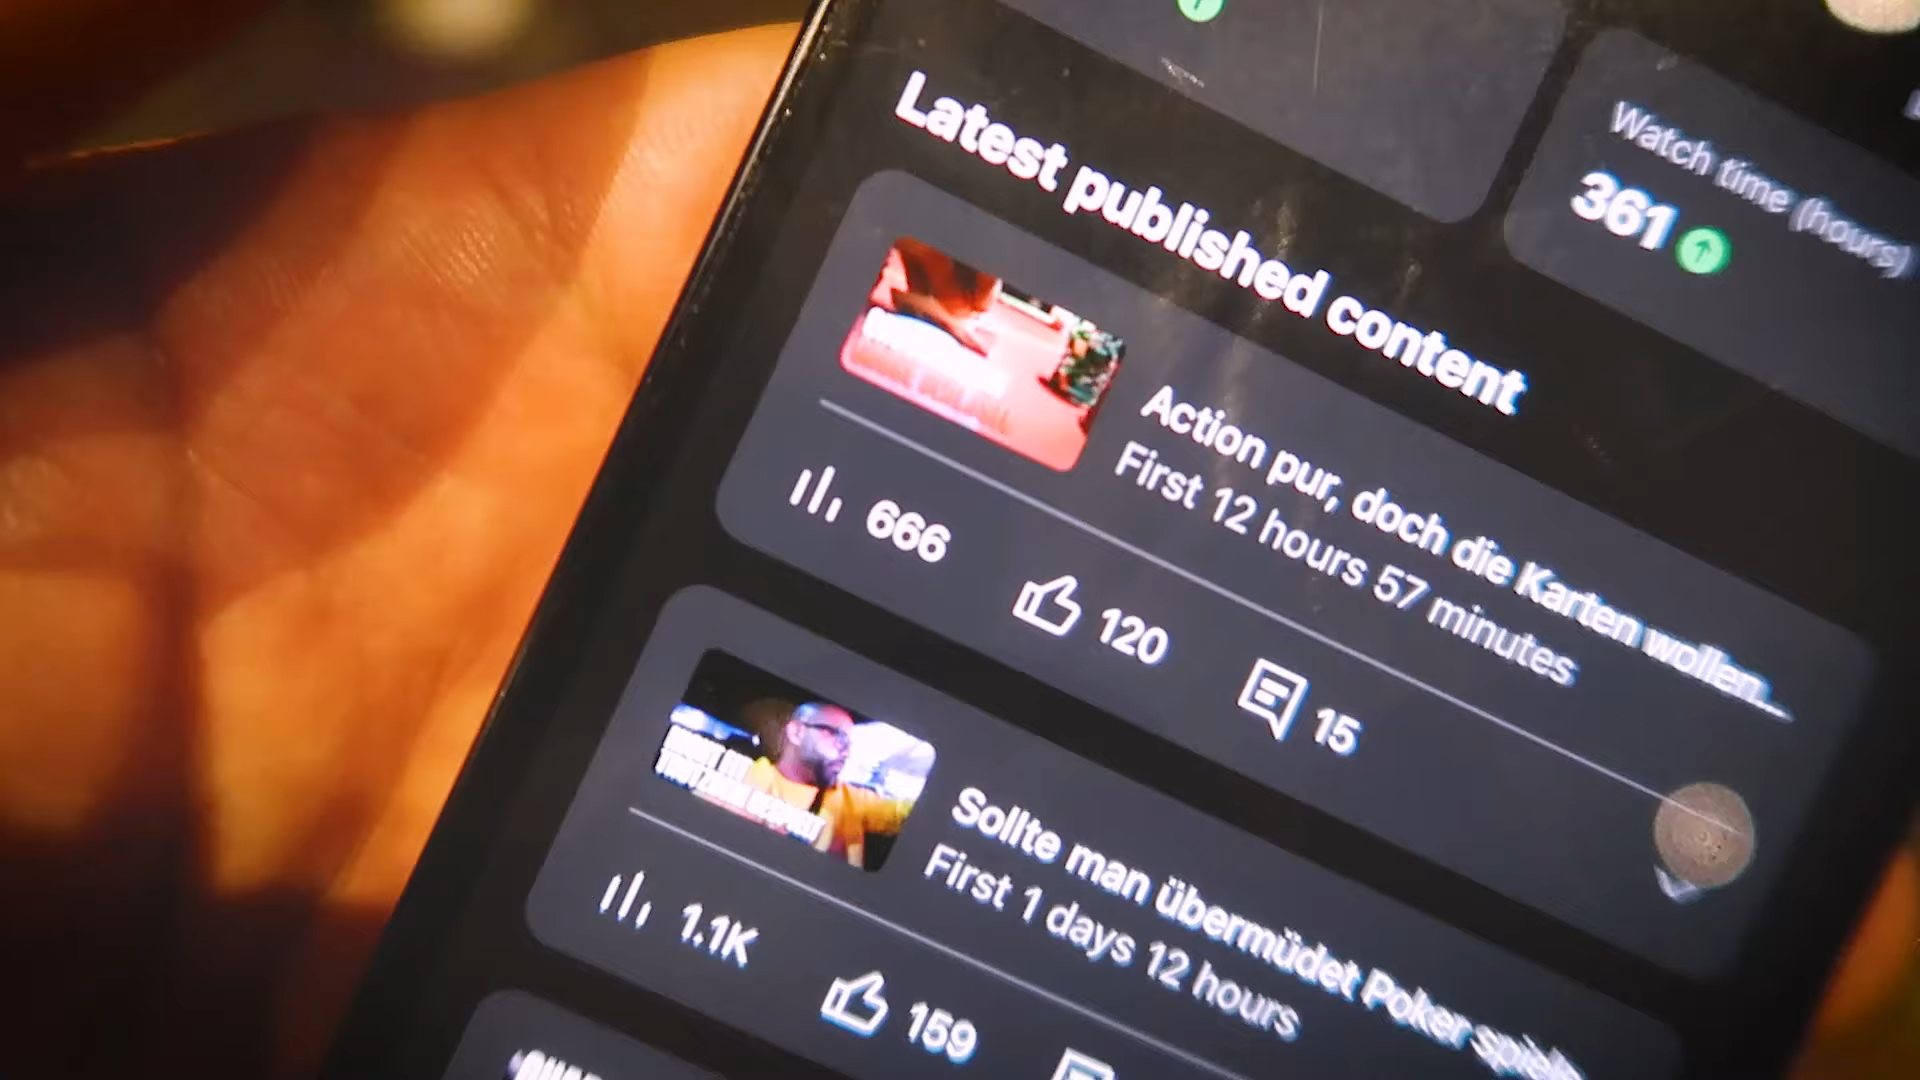 Watch time (hours)
361
Latest published content
Action pur, doch die Karten wollen...
First 12 hours 57 minutes
666
120
15
Sollte man übermüdet Poker spielen
First 1 days 12 hours
1.1K
159